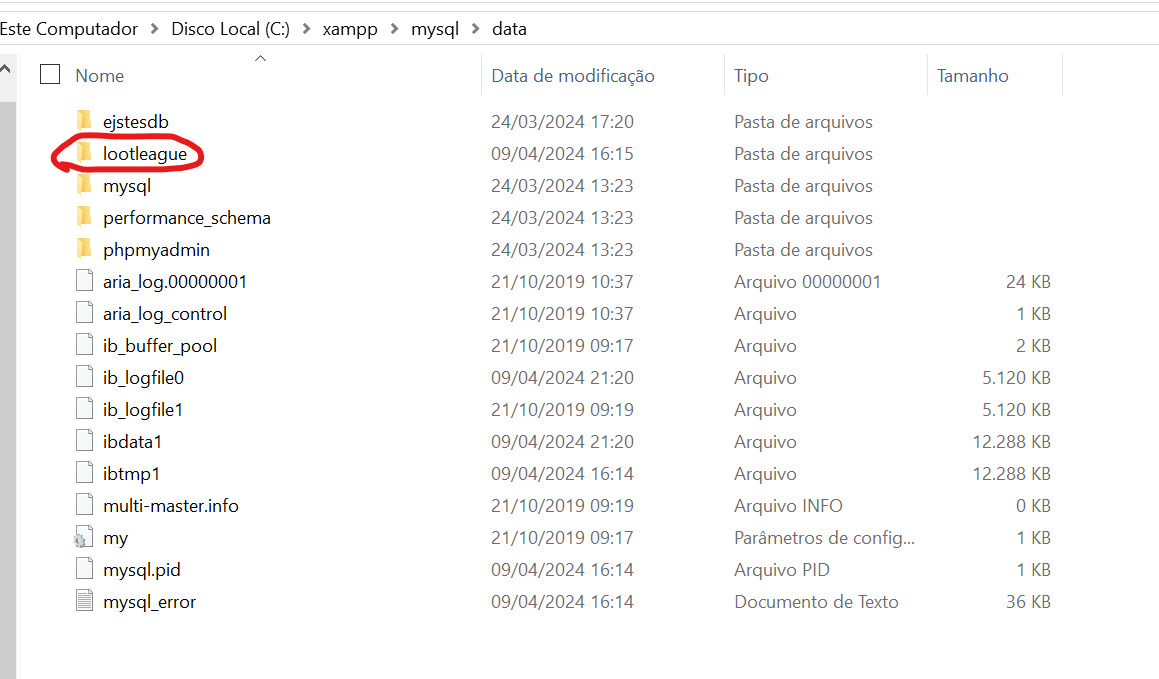 Este Computador > Disco Local (C:) > xampp > mysql > data
Nome Data de modificação Tipo Tamanho
ejstesdb 24/03/2024 17:20 Pasta de arquivos
lootleague 09/04/2024 16:15 Pasta de arquivos
mysql 24/03/2024 13:23 Pasta de arquivos
performance_schema 24/03/2024 13:23 Pasta de arquivos
phpmyadmin 24/03/2024 13:23 Pasta de arquivos
aria_log.00000001 21/10/2019 10:37 Arquivo 00000001 24 KB
aria_log_control 21/10/2019 10:37 Arquivo 1 KB
ib_buffer_pool 21/10/2019 09:17 Arquivo 2 KB
ib_logfile0 09/04/2024 21:20 Arquivo 5.120 KB
ib_logfile1 21/10/2019 09:19 Arquivo 5.120 KB
ibdata1 09/04/2024 21:20 Arquivo 12.288 KB
ibtmp1 09/04/2024 16:14 Arquivo 12.288 KB
multi-master.info 21/10/2019 09:19 Arquivo INFO 0 KB
my 21/10/2019 09:17 Parâmetros de config... 1 KB
mysql.pid 09/04/2024 16:14 Arquivo PID 1 KB
mysql_error 09/04/2024 16:14 Documento de Texto 36 KB